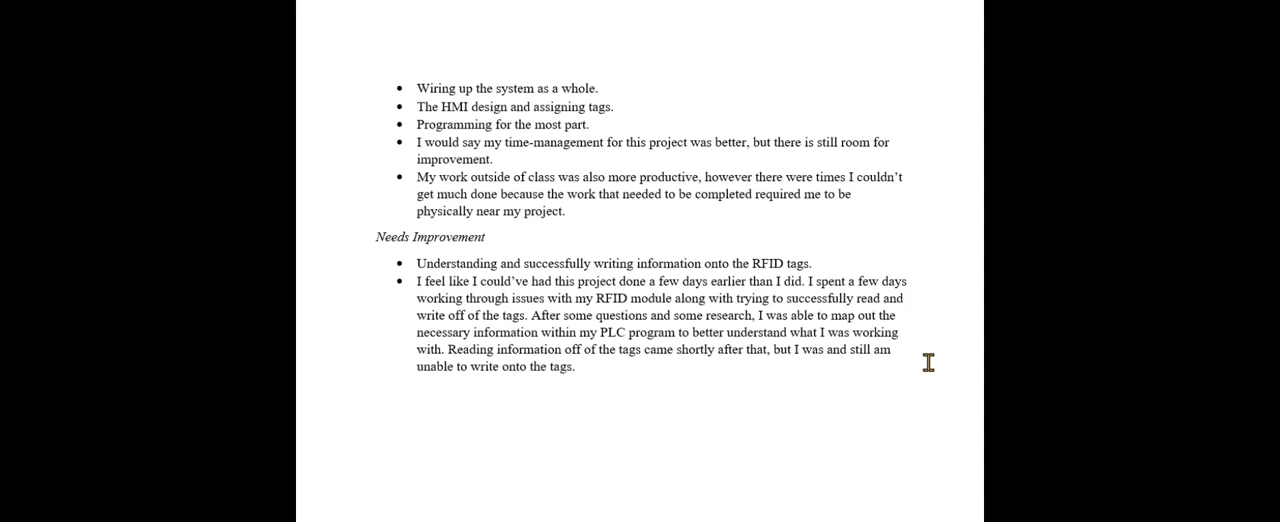 • Wiring up the system as a whole.
• The HMI design and assigning tags.
• Programming for the most part.
• I would say my time-management for this project was better, but there is still room for
improvement.
• My work outside of class was also more productive, however there were times I couldn't
get much done because the work that needed to be completed required me to be
physically near my project.
Needs Improvement
• Understanding and successfully writing information onto the RFID tags.
• I feel like I could've had this project done a few days earlier than I did. I spent a few days
working through issues with my RFID module along with trying to successfully read and
write off of the tags. After some questions and some research, I was able to map out the
necessary information within my PLC program to better understand what I was working
with. Reading information off of the tags came shortly after that, but I was and still am
unable to write onto the tags.